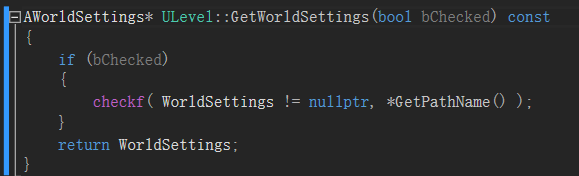 AWorldSettings* ULevel::GetWorldSettings(bool bChecked) const
{
if (bChecked)
{
checkf( WorldSettings != nullptr, *GetPathName() );
}
return WorldSettings;
}